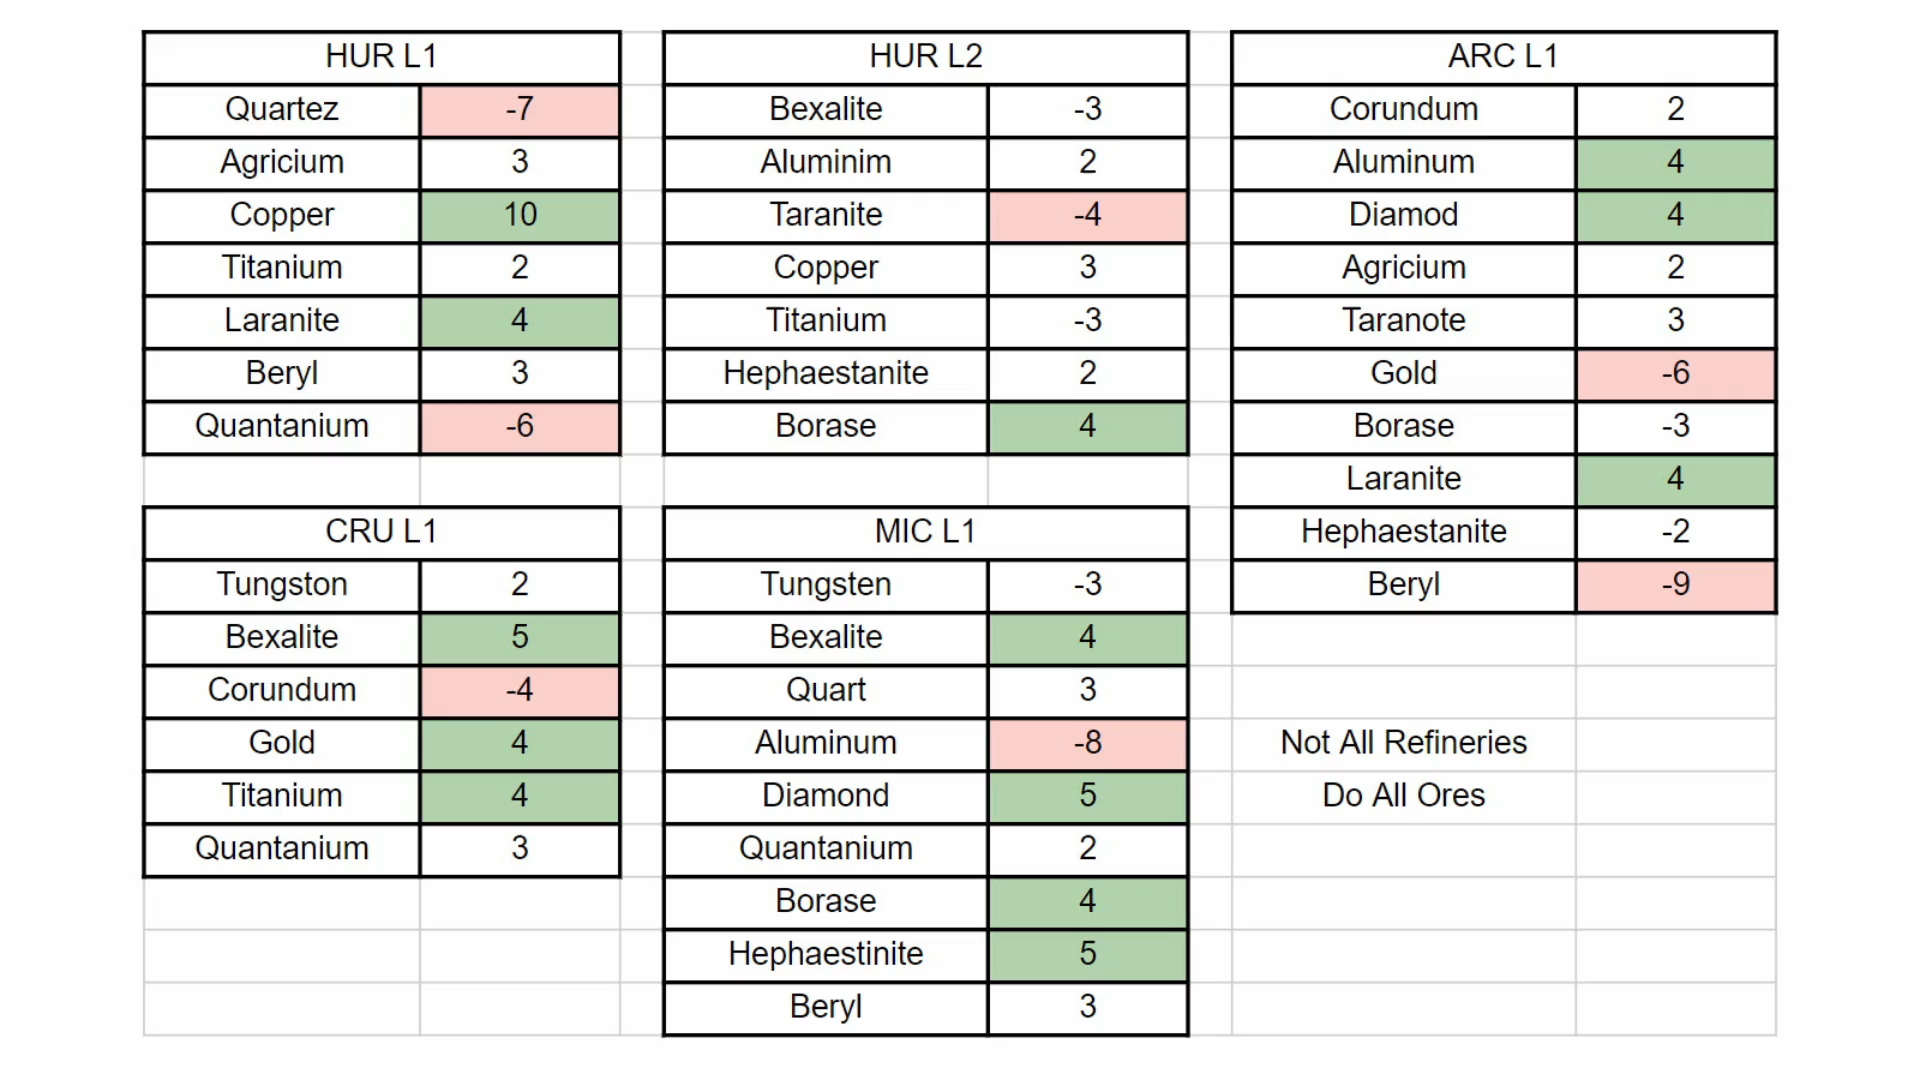 HUR L1
Quartez -7
Agricium 3
Copper 10
Titanium 2
Laranite 4
Beryl 3
Quantanium -6
HUR L2
Bexalite -3
Aluminim 2
Taranite -4
Copper 3
Titanium -3
Hephaestanite 2
Borase 4
ARC L1
Corundum 2
Aluminum 4
Diamod 4
Agricium 2
Taranote 3
Gold -6
Borase -3
Laranite 4
Hephaestanite -2
Beryl -9
CRU L1
Tungston 2
Bexalite 5
Corundum -4
Gold 4
Titanium 4
Quantanium 3
MIC L1
Tungsten -3
Bexalite 4
Quart 3
Aluminum -8
Diamond 5
Quantanium 2
Borase 4
Hephaestinite 5
Beryl 3
Not All Refineries
Do All Ores